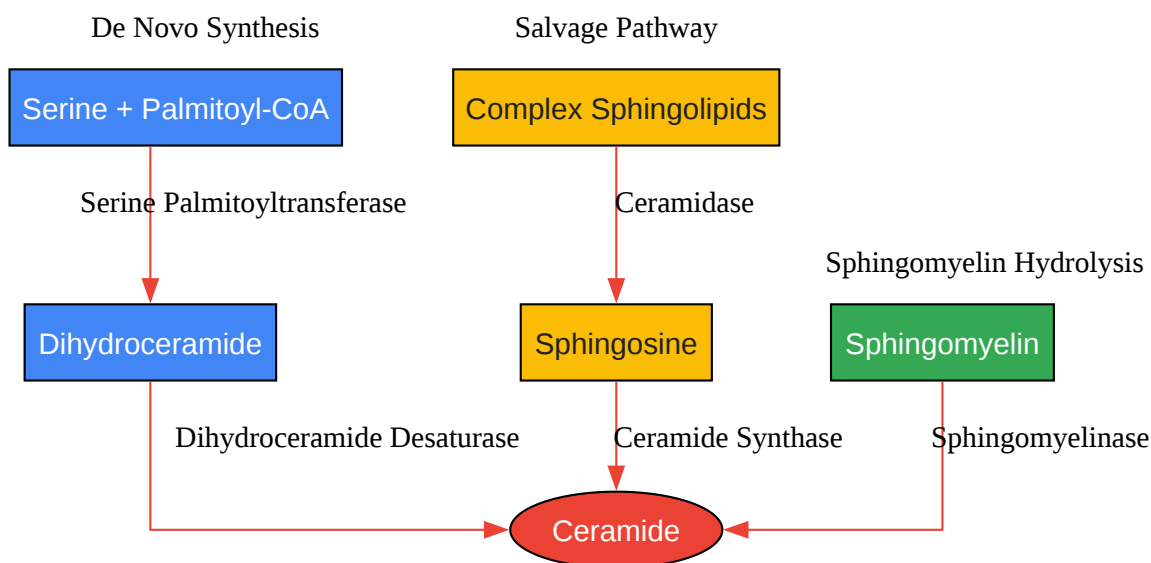 De Novo Synthesis
Salvage Pathway
Serine + Palmitoyl-CoA
Complex Sphingolipids
Serine Palmitoyltransferase
Ceramidase
Sphingomyelin Hydrolysis
Dihydroceramide
Sphingosine
Sphingomyelin
Dihydroceramide Desaturase
Ceramide Synthase
Sphingomyelinase
Ceramide